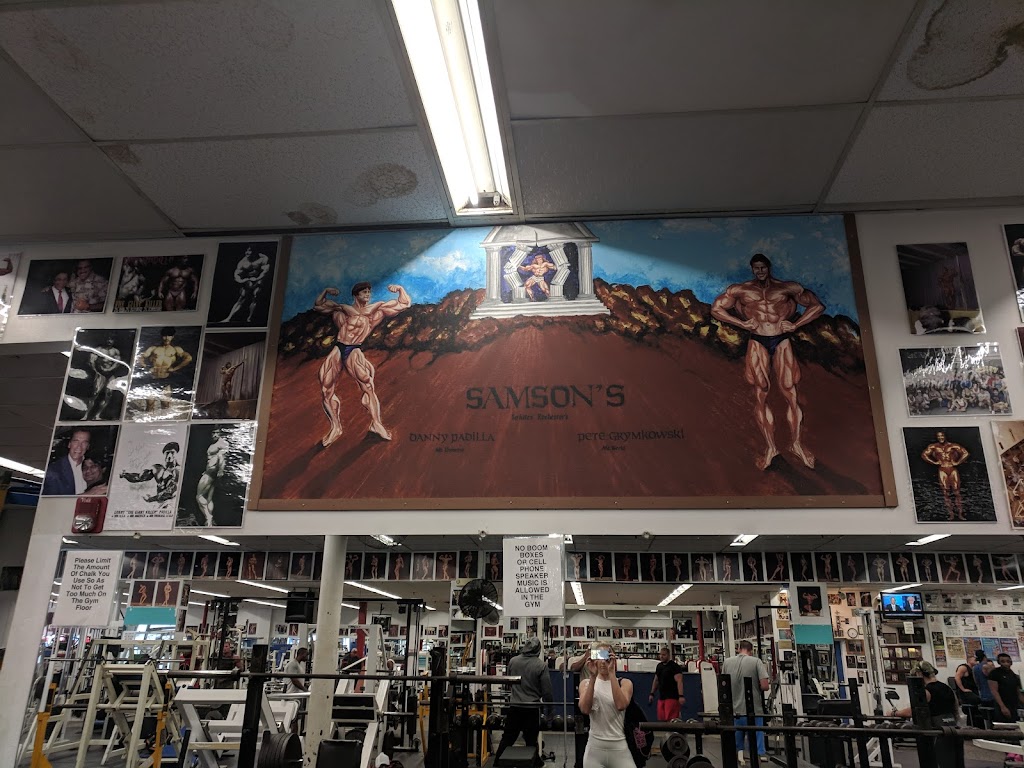 SAMSON'S
DANNY PADILLA
PETE GRYMKOWSKI
Please Limit
The Amount
Of Chalk You
Use So As
Not To Get
Too Much On
The Gym
Floor
NO BOOM
BOXES
OR CELL
PHONE
SPEAKER
MUSIC IS
ALLOWED
IN THE
GYM